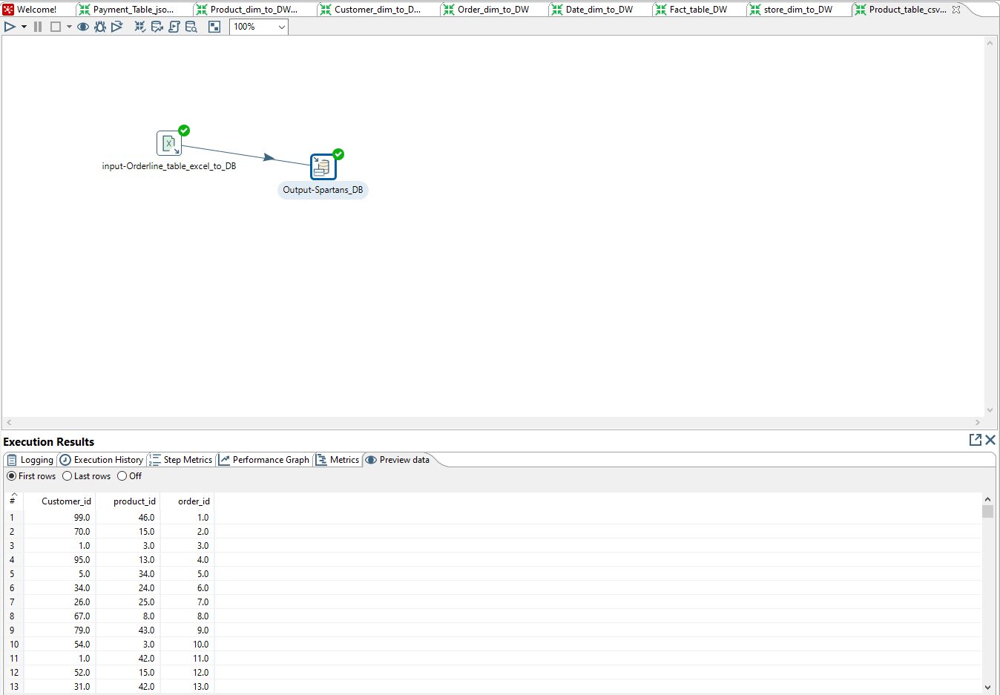 Welcome! Payment_Table_jso... Product_dim_to_DW... Customer_dim_to_D... Order_dim_to_DW Date_dim_to_DW Fact_table_DW store_dim_to_DW Product_table_csv...
100%
input-Orderline_table_excel_to_DB
Output-Spartans_DB
Execution Results
Logging Execution History Step Metrics Performance Graph Metrics Preview data
First rows Last rows Off
# Customer_id product_id order_id
1 99.0 46.0 1.0
2 70.0 15.0 2.0
3 1.0 3.0 3.0
4 95.0 13.0 4.0
5 5.0 34.0 5.0
6 34.0 24.0 6.0
7 26.0 25.0 7.0
8 67.0 8.0 8.0
9 79.0 43.0 9.0
10 54.0 3.0 10.0
11 1.0 42.0 11.0
12 52.0 15.0 12.0
13 31.0 42.0 13.0